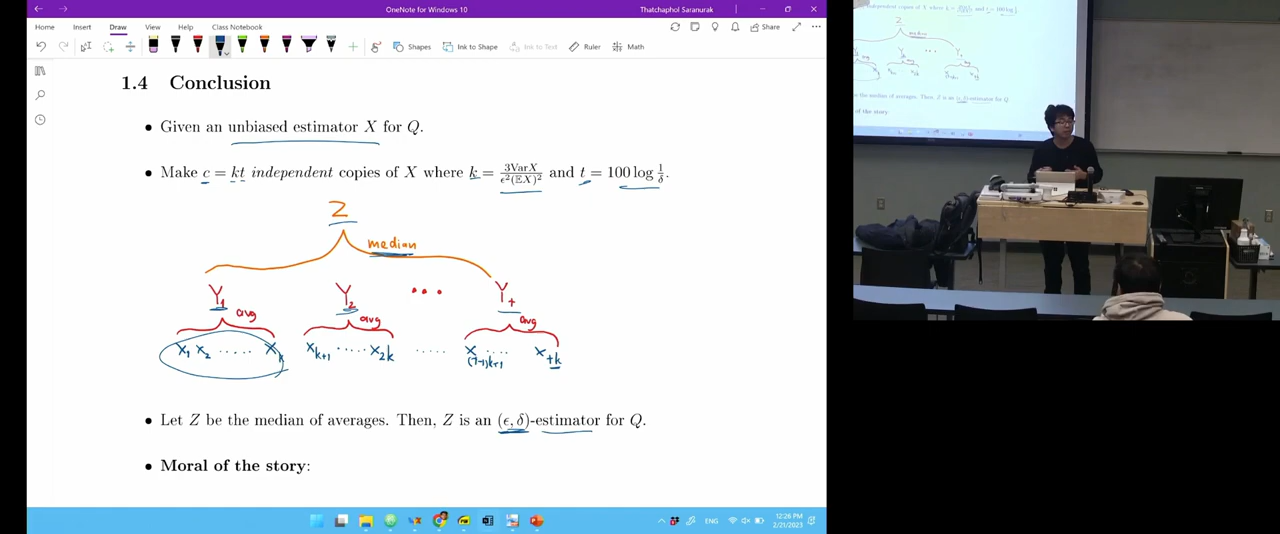 OneNote for Windows 10
Thatchaphol Saranurak
Home Insert Draw View Help Class Notebook
Share
Shapes Ink to Shape Ink to Text Ruler Math
1.4 Conclusion
• Given an unbiased estimator X for Q.
• Make c = kt independent copies of X where k = 3VarX / ϵ²(𝔼X)² and t = 100 log 1/δ.
Z
median
Y₁ Y₂ ... Yₜ
avg avg avg
X₁ X₂ ..... Xₖ Xₖ₊₁ ..... X₂ₖ ..... X₍ₜ₋₁₎ₖ₊₁ .... Xₜₖ
• Let Z be the median of averages. Then, Z is an (ϵ, δ)-estimator for Q.
• Moral of the story:
ENG
12:26 PM
2/21/2023